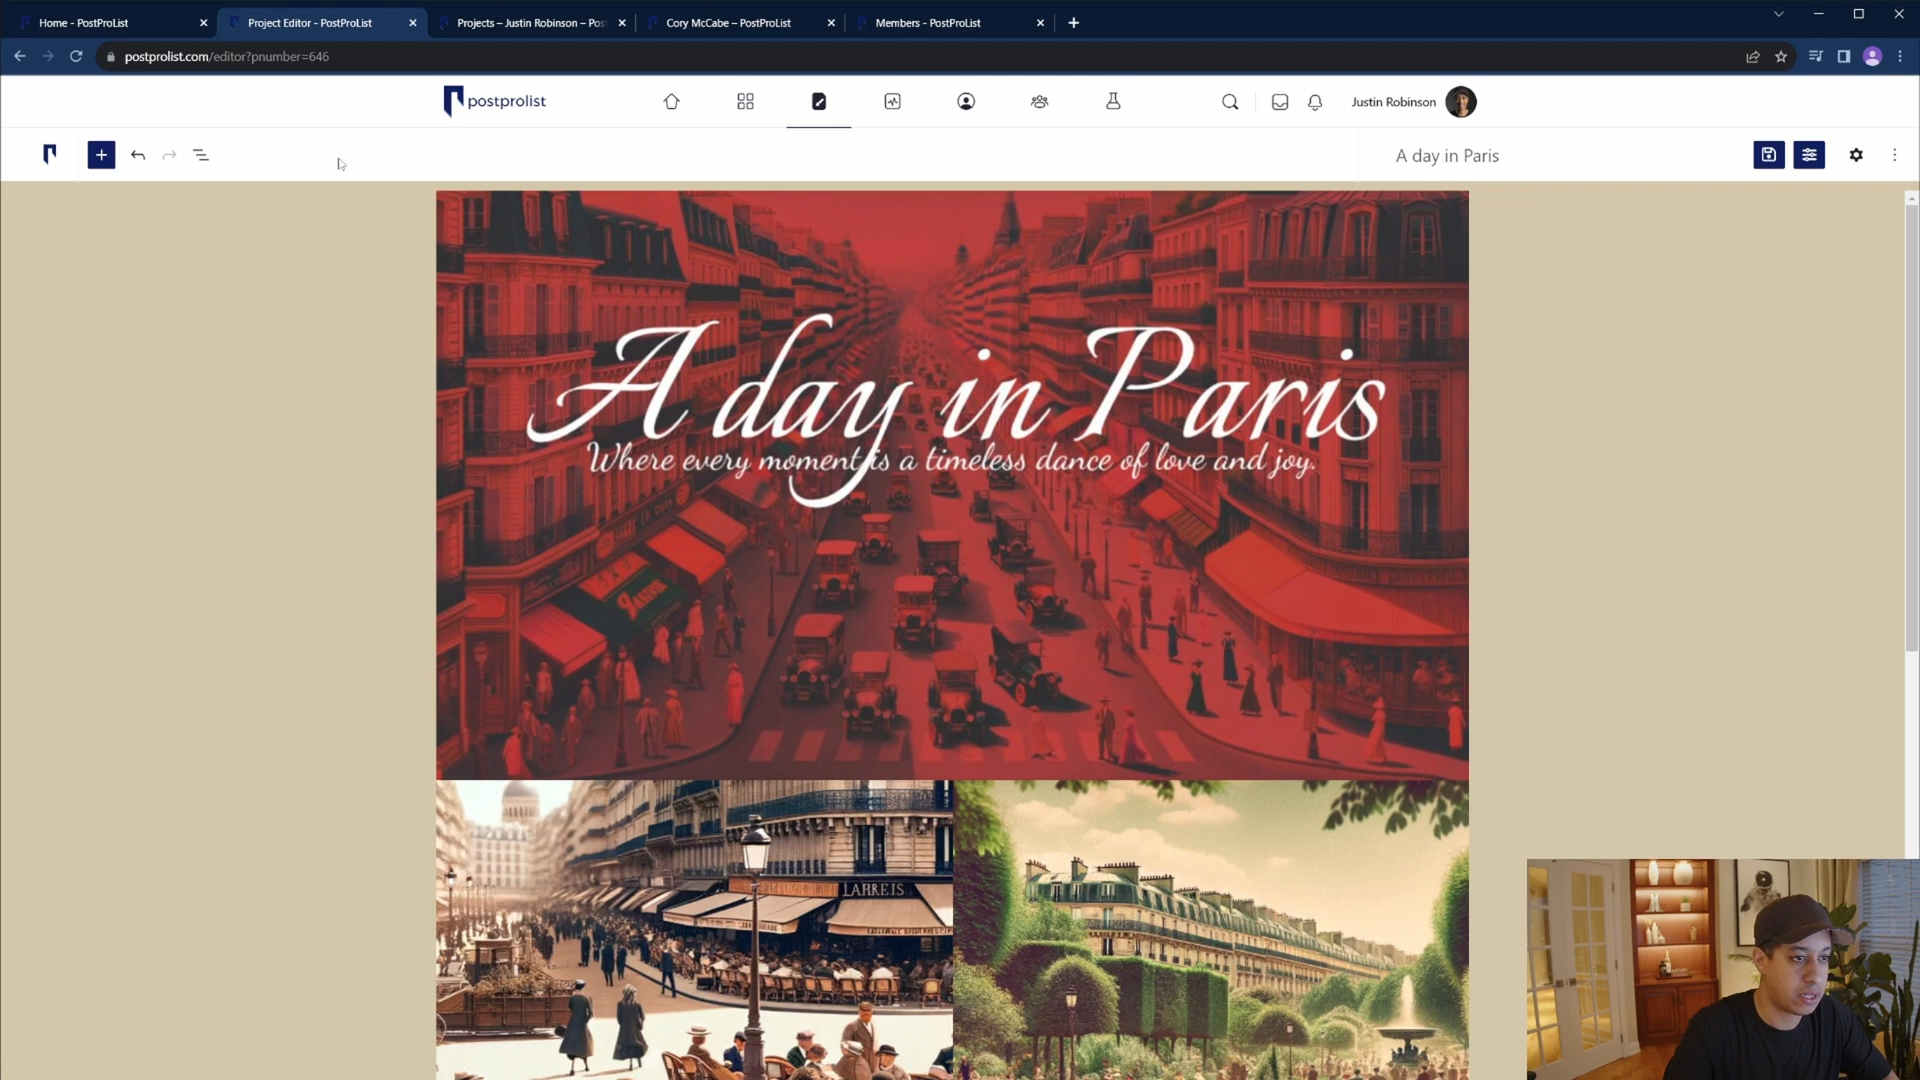 Home - PostProList
Project Editor - PostProList
Projects – Justin Robinson – Pos
Cory McCabe – PostProList
Members - PostProList
postprolist.com/editor?pnumber=646
postprolist
Justin Robinson
A day in Paris
A day in Paris
Where every moment is a timeless dance of love and joy.
LARREIS